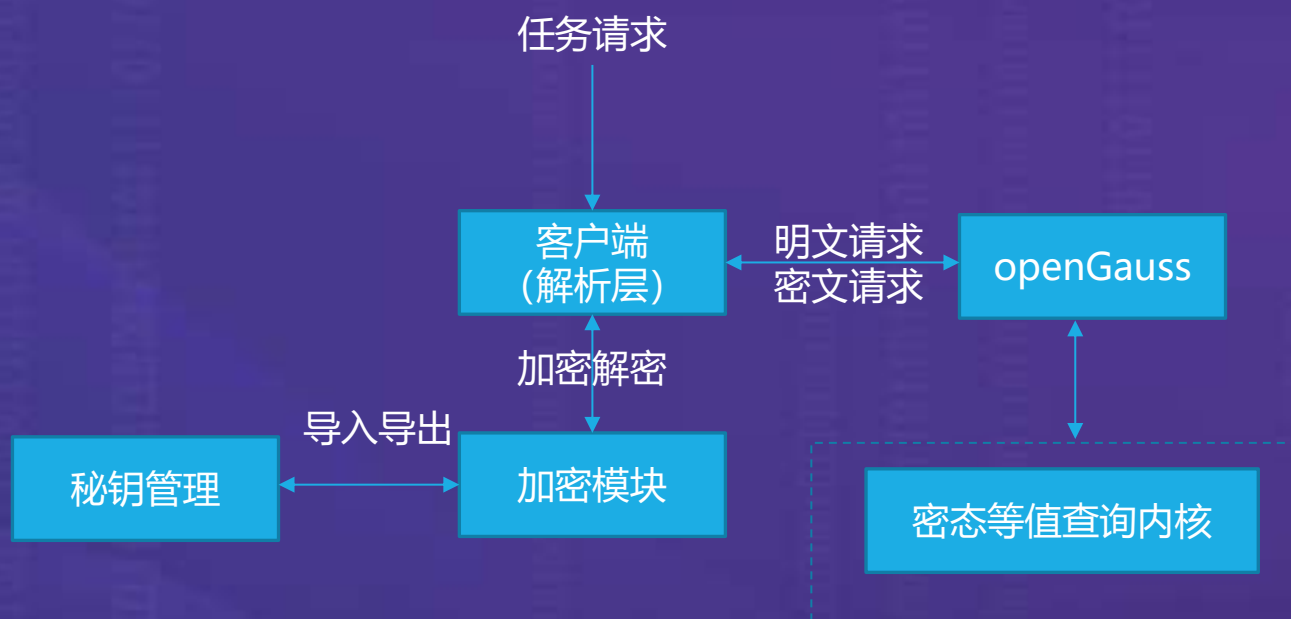 任务请求
客户端
（解析层）
明文请求
密文请求
openGauss
加密解密
导入导出
秘钥管理
加密模块
密态等值查询内核